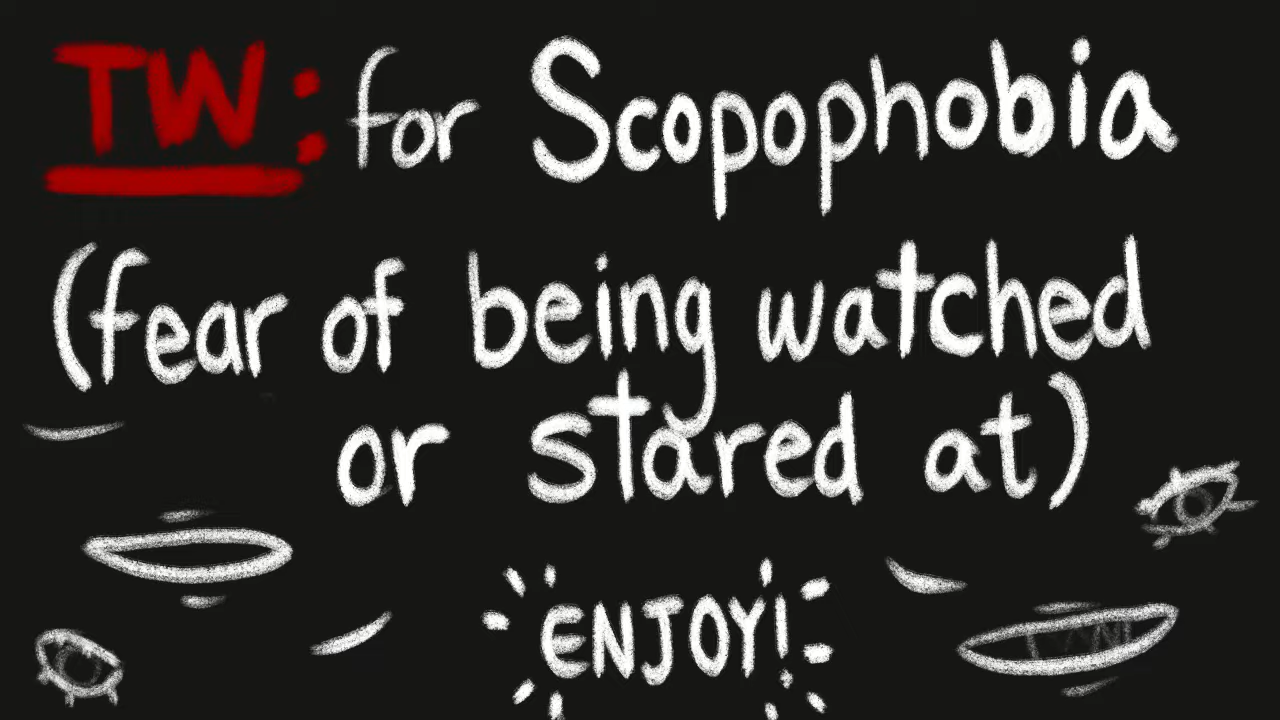 TW: for Scopophobia
(fear of being watched
or stared at)
ENJOY!